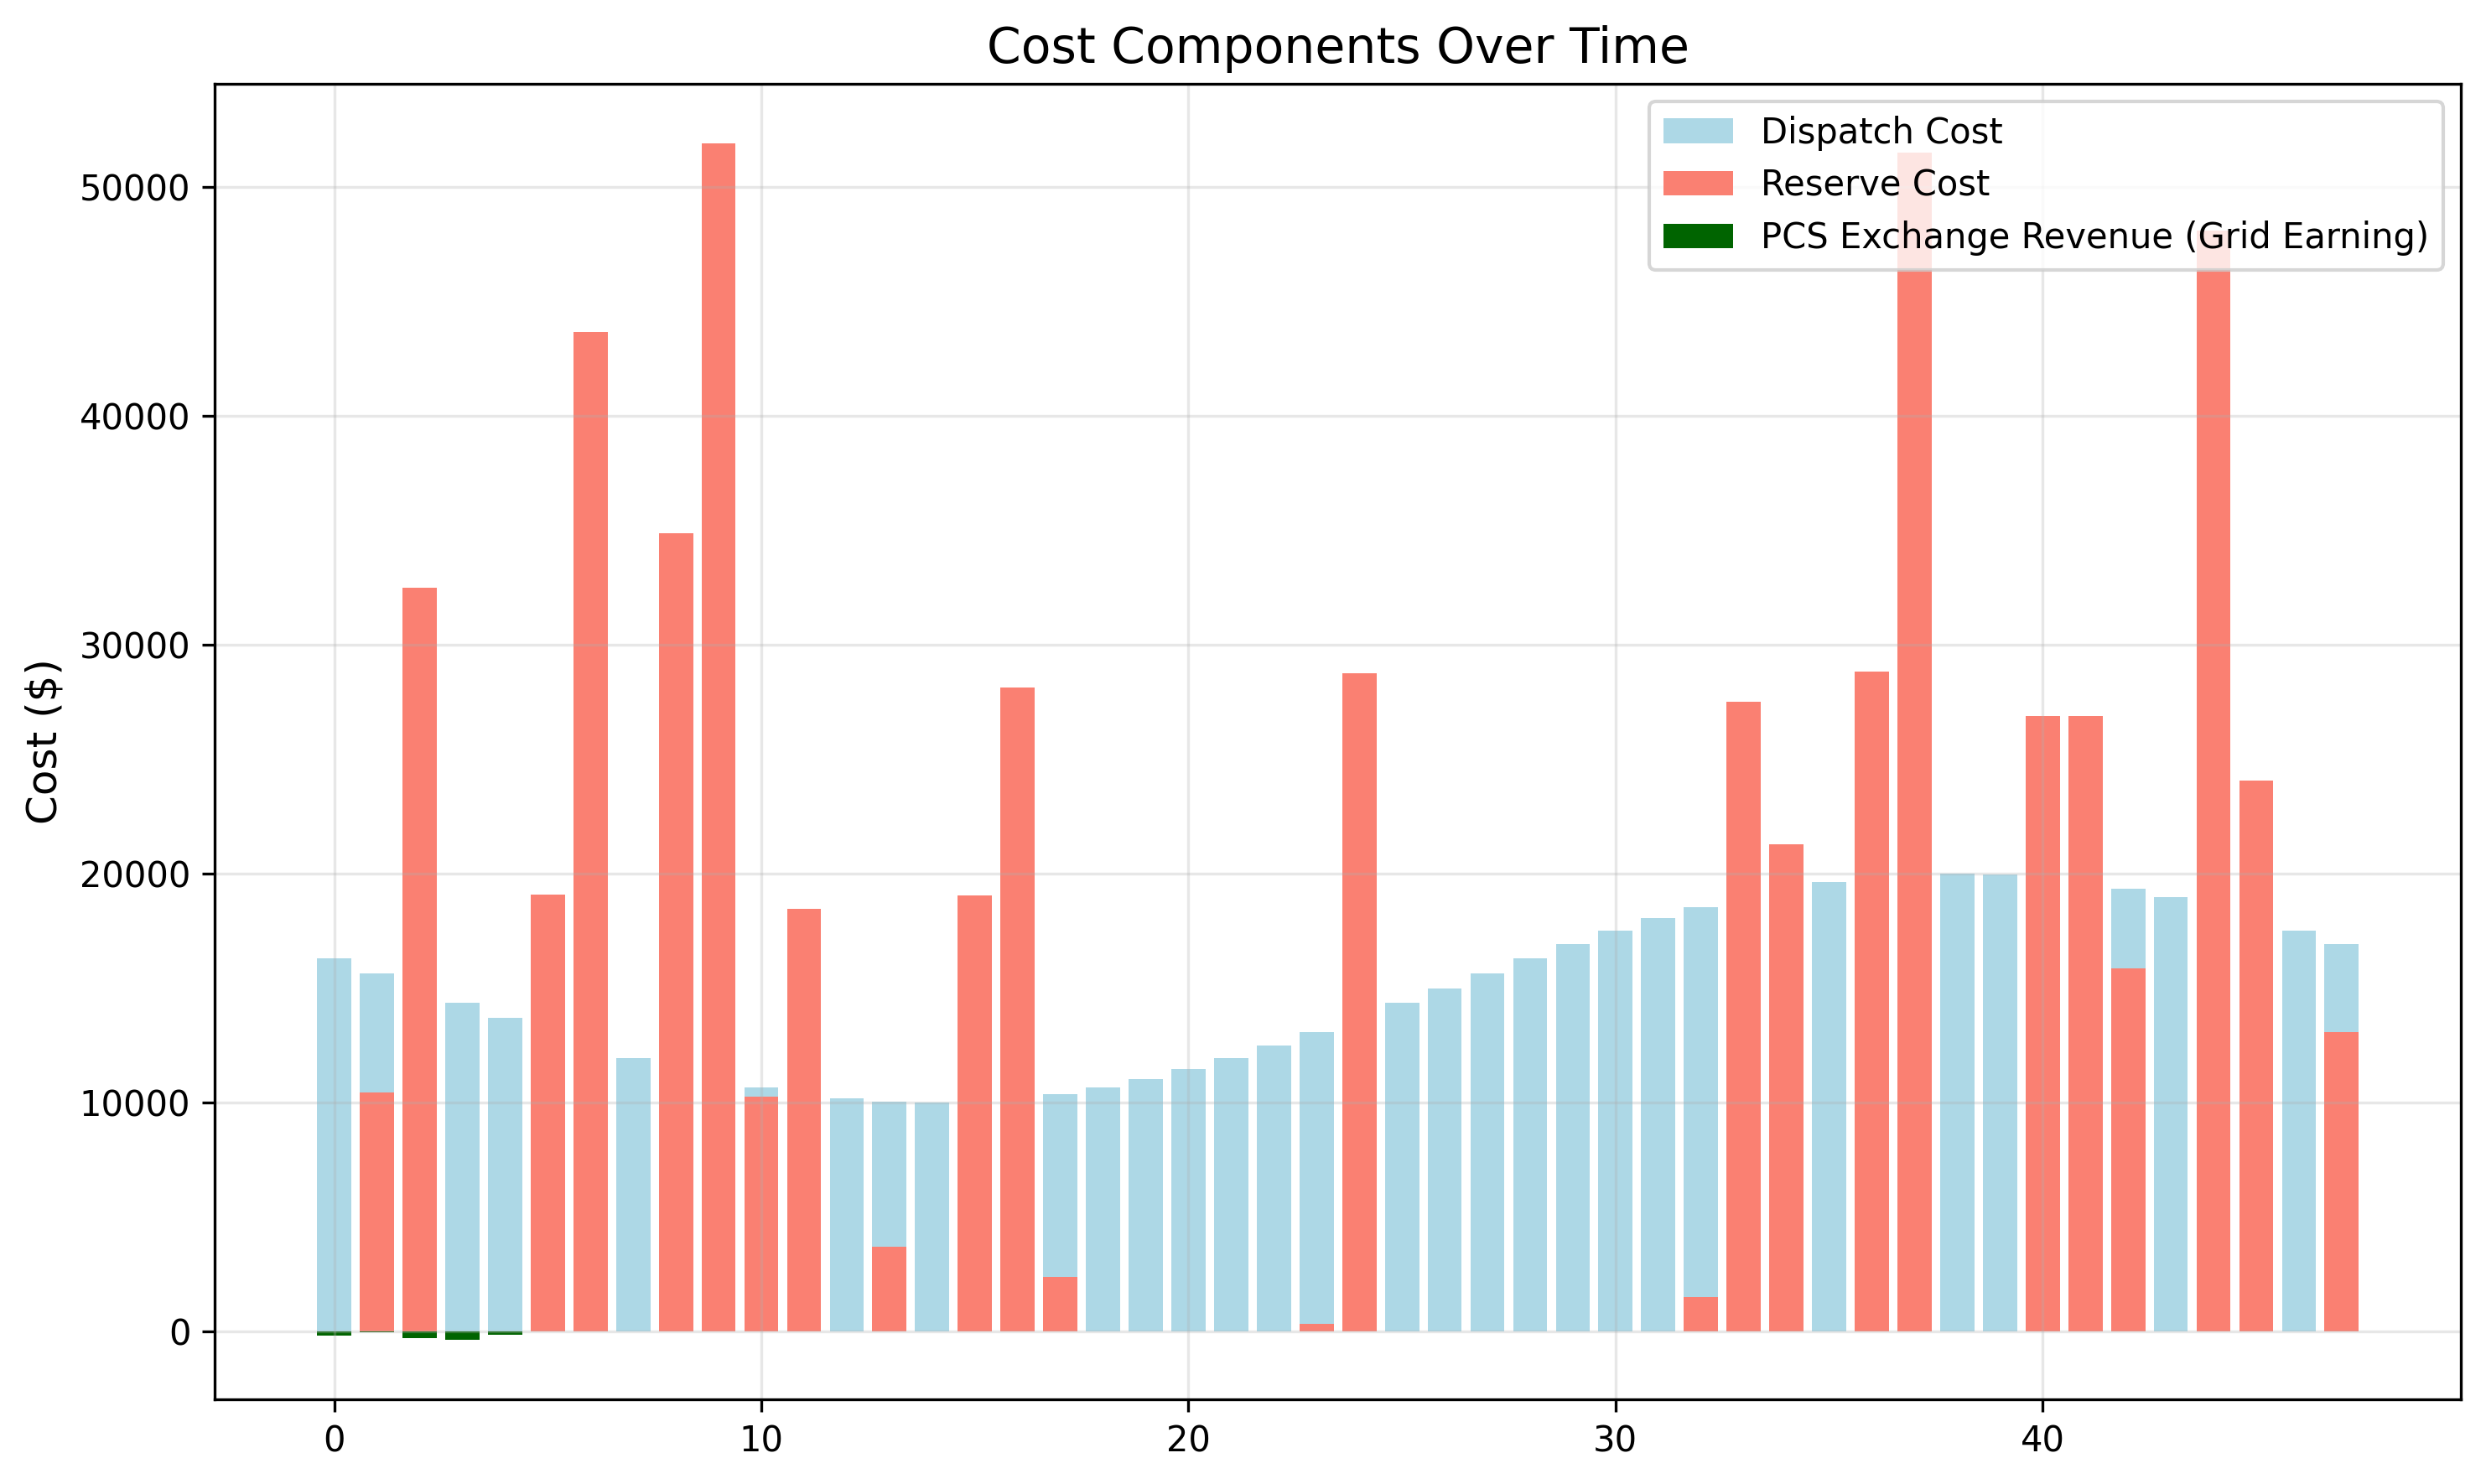 Cost Components Over Time
Dispatch Cost
Reserve Cost
PCS Exchange Revenue (Grid Earning)
Cost ($)
50000
40000
30000
20000
10000
0
0 10 20 30 40